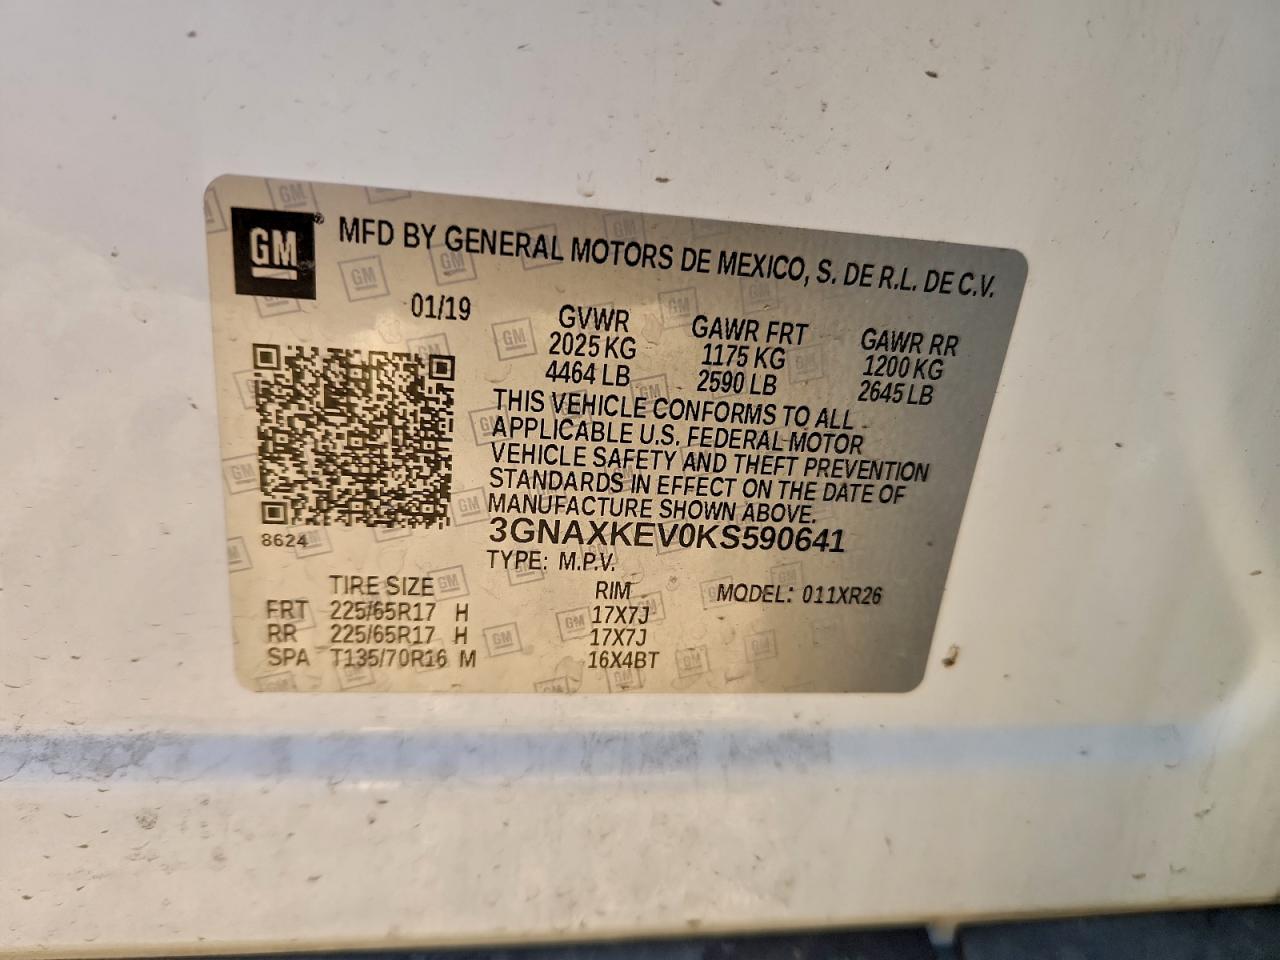 GM® MFD BY GENERAL MOTORS DE MEXICO, S. DE R.L. DE C.V.
01/19 GVWR GAWR FRT GAWR RR
2025 KG 1175 KG 1200 KG
4464 LB 2590 LB 2645 LB
THIS VEHICLE CONFORMS TO ALL
APPLICABLE U.S. FEDERAL MOTOR
VEHICLE SAFETY AND THEFT PREVENTION
STANDARDS IN EFFECT ON THE DATE OF
MANUFACTURE SHOWN ABOVE.
3GNAXKEV0KS590641
8624
TYPE: M.P.V.
TIRE SIZE RIM MODEL: 011XR26
FRT 225/65R17 H 17X7J
RR 225/65R17 H 17X7J
SPA T135/70R16 M 16X4BT